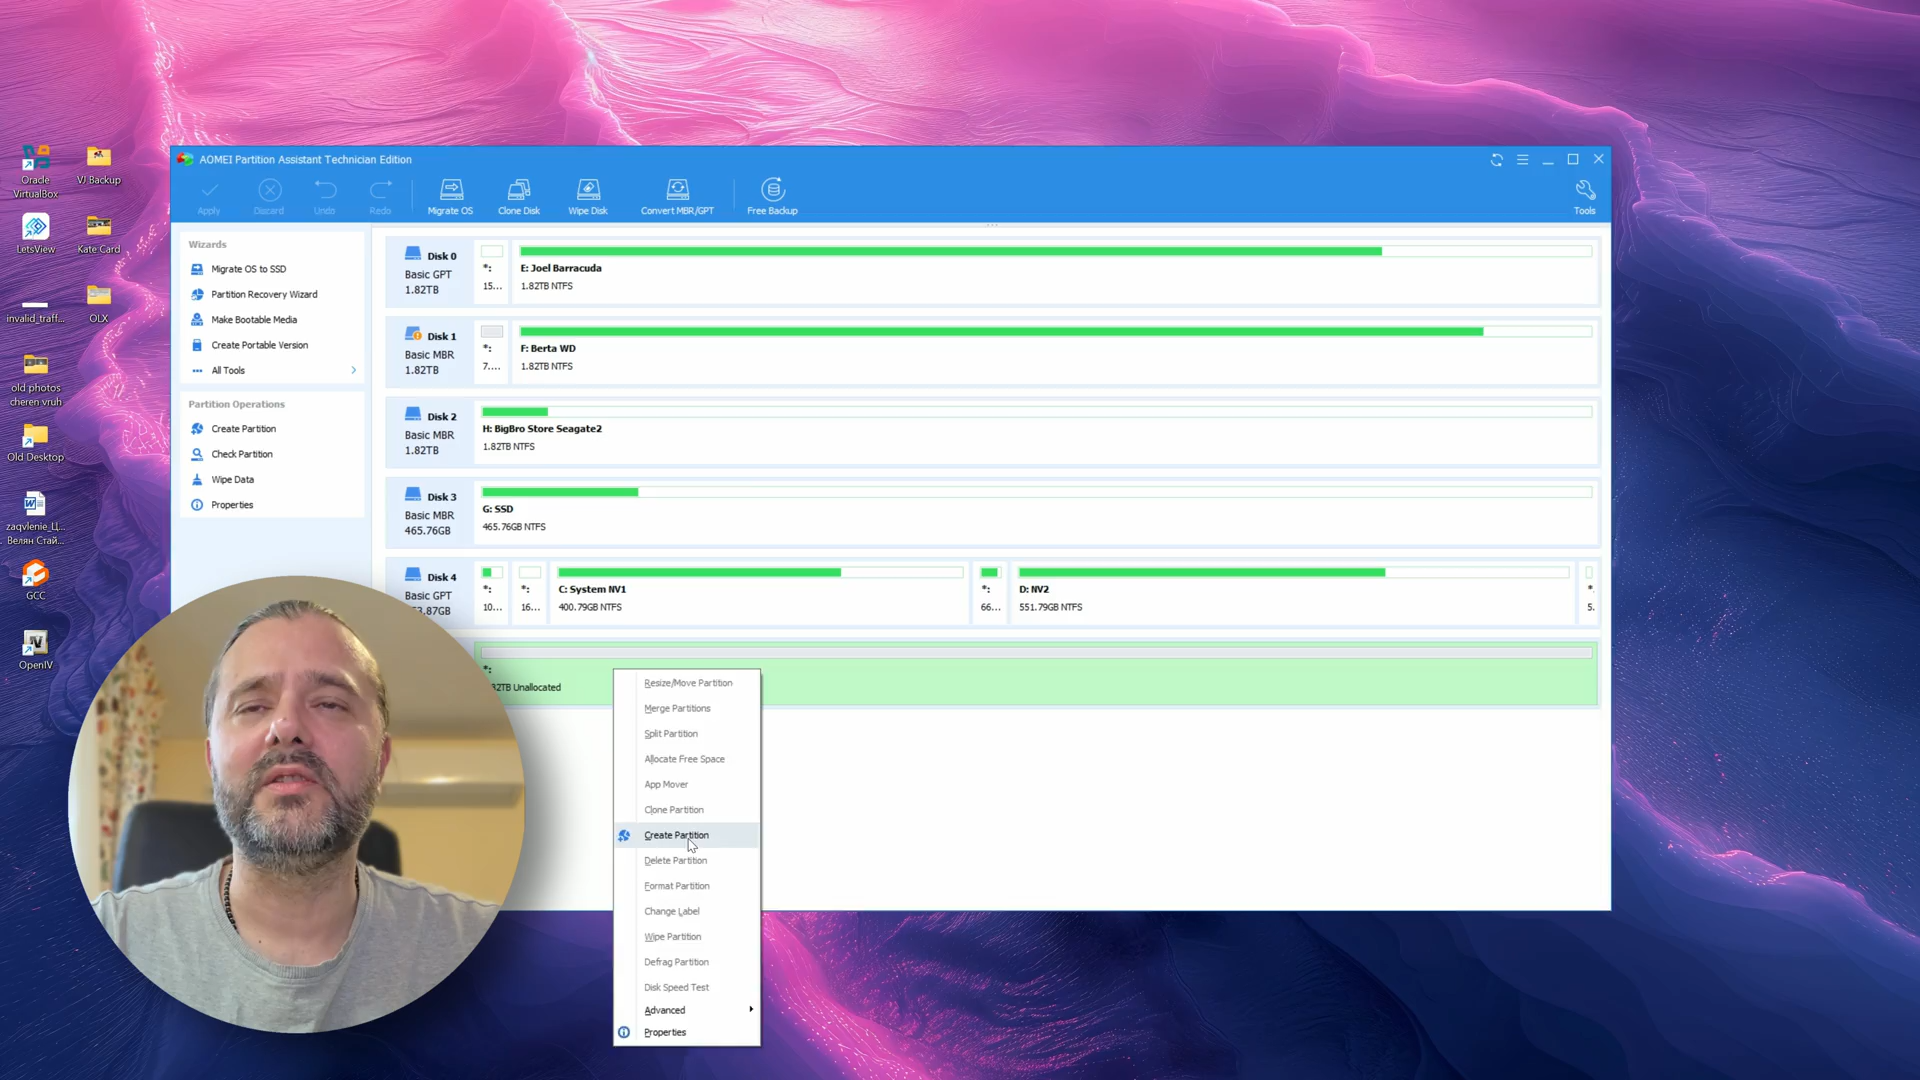 AOMEI Partition Assistant Technician Edition
Apply
Discard
Undo
Redo
Migrate OS
Clone Disk
Wipe Disk
Convert MBR/GPT
Free Backup
Tools
Oracle
VirtualBox
VJ Backup
LetsView
Kate Card
invalid_traff...
OLX
old photos
cheren vruh
Old Desktop
zaqvlenie_Ц...
Велян Стай...
GCC
OpenIV
Wizards
Migrate OS to SSD
Partition Recovery Wizard
Make Bootable Media
Create Portable Version
All Tools
Partition Operations
Create Partition
Check Partition
Wipe Data
Properties
Disk 0
Basic GPT
1.82TB
*:
15...
E: Joel Barracuda
1.82TB NTFS
Disk 1
Basic MBR
1.82TB
*:
7....
F: Berta WD
1.82TB NTFS
Disk 2
Basic MBR
1.82TB
H: BigBro Store Seagate2
1.82TB NTFS
Disk 3
Basic MBR
465.76GB
G: SSD
465.76GB NTFS
Disk 4
Basic GPT
3.87GB
*:
10...
*:
16...
C: System NV1
400.79GB NTFS
*:
66...
D: NV2
551.79GB NTFS
*:
5.
*:
32TB Unallocated
Resize/Move Partition
Merge Partitions
Split Partition
Allocate Free Space
App Mover
Clone Partition
Create Partition
Delete Partition
Format Partition
Change Label
Wipe Partition
Defrag Partition
Disk Speed Test
Advanced
Properties